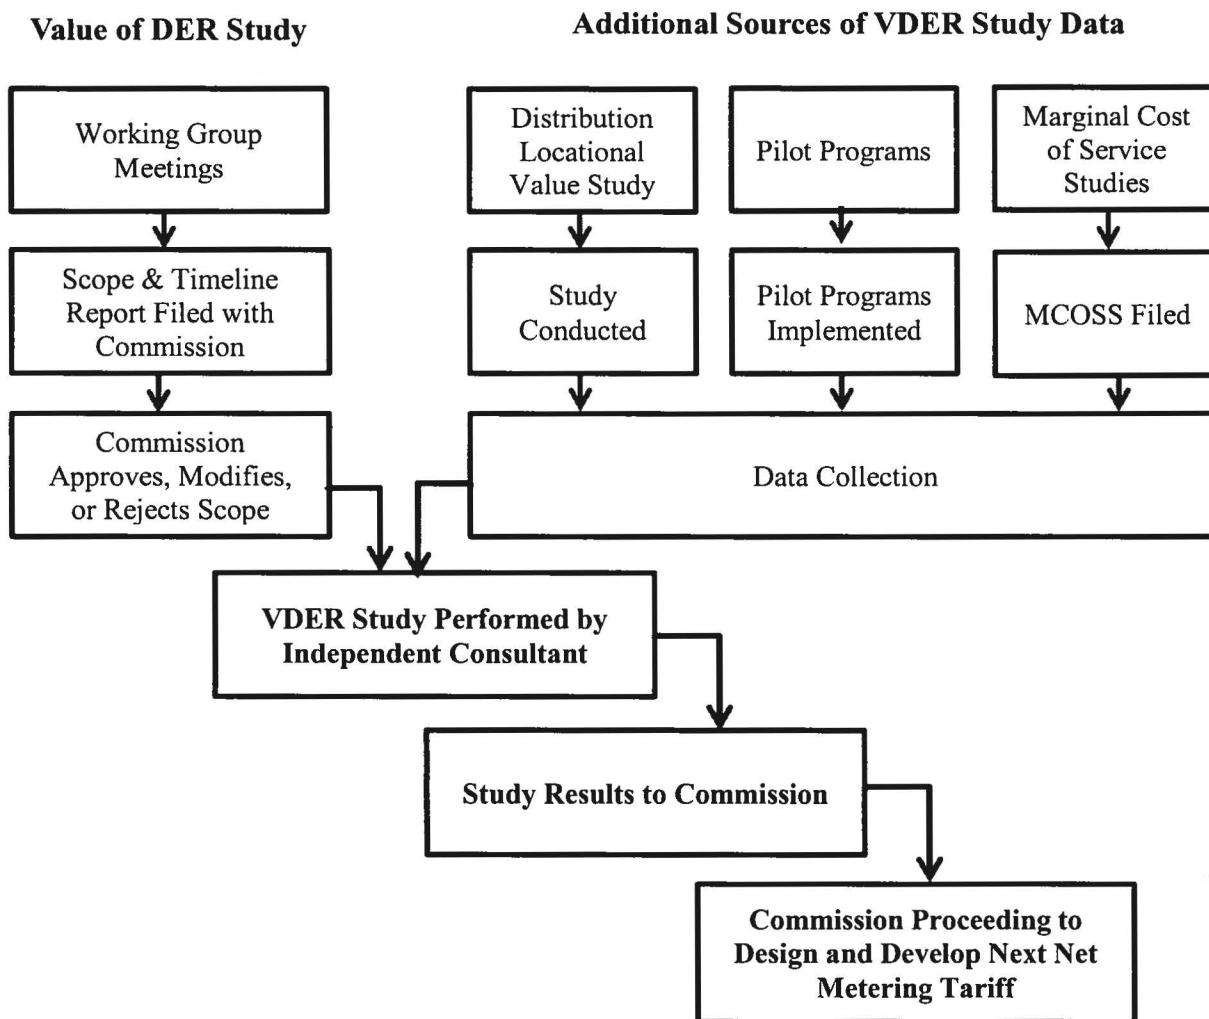 Value of DER Study
Additional Sources of VDER Study Data
Working Group
Meetings
Distribution
Locational
Value Study
Pilot Programs
Marginal Cost
of Service
Studies
Scope & Timeline
Report Filed with
Commission
Study
Conducted
Pilot Programs
Implemented
MCOSS Filed
Commission
Approves, Modifies,
or Rejects Scope
Data Collection
VDER Study Performed by
Independent Consultant
Study Results to Commission
Commission Proceeding to
Design and Develop Next Net
Metering Tariff